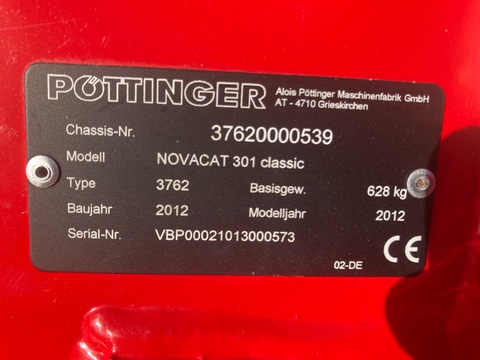 PÖTTINGER
Alois Pöttinger Maschinenfabrik GmbH
AT - 4710 Grieskirchen
Chassis-Nr. 37620000539
Modell NOVACAT 301 classic
Type 3762 Basisgew. 628 kg
Baujahr 2012 Modelljahr 2012
Serial-Nr. VBP00021013000573
02-DE CE